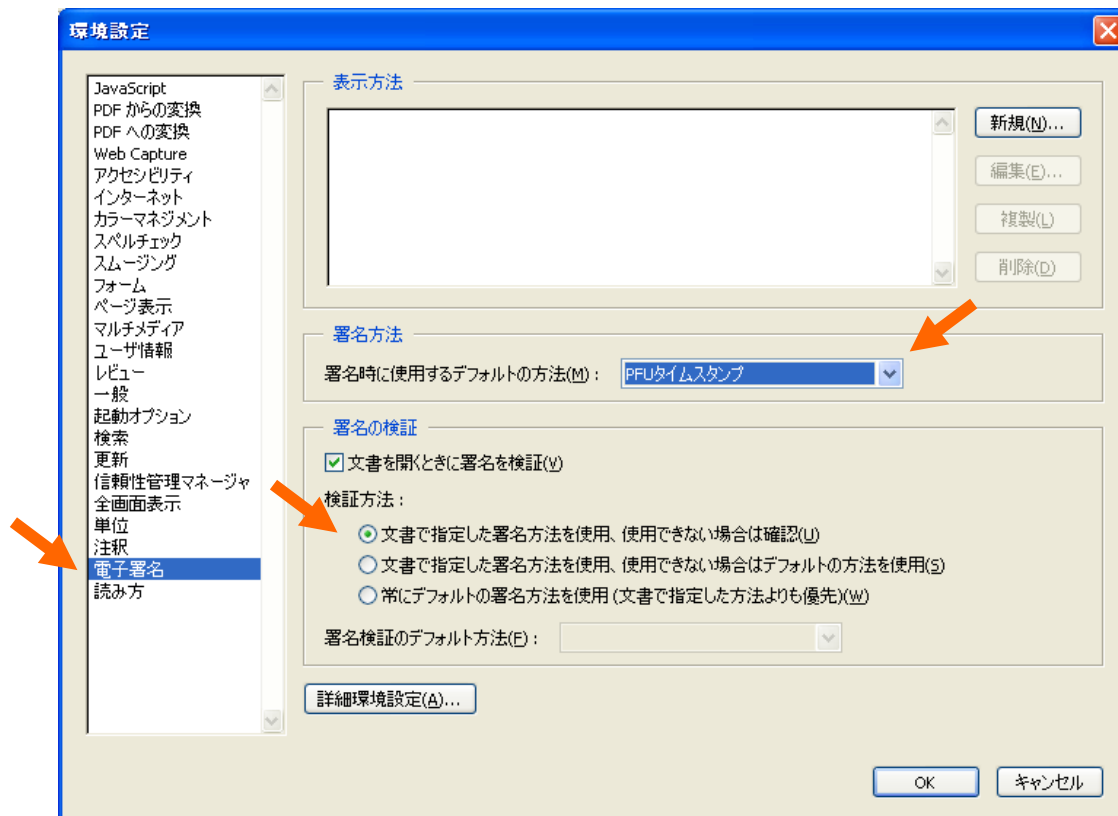 環境設定
JavaScript
PDF からの変換
PDF への変換
Web Capture
アクセシビリティ
インターネット
カラーマネジメント
スペルチェック
スムージング
フォーム
ページ表示
マルチメディア
ユーザ情報
レビュー
一般
起動オプション
検索
更新
信頼性管理マネージャ
全画面表示
単位
注釈
電子署名
読み方
表示方法
新規(N)...
編集(E)...
複製(L)
削除(D)
署名方法
署名時に使用するデフォルトの方法(M) : PFUタイムスタンプ
署名の検証
文書を開くときに署名を検証(V)
検証方法 :
文書で指定した署名方法を使用、使用できない場合は確認(U)
文書で指定した署名方法を使用、使用できない場合はデフォルトの方法を使用(S)
常にデフォルトの署名方法を使用 (文書で指定した方法よりも優先)(W)
署名検証のデフォルト方法(F) :
詳細環境設定(A)...
OK キャンセル